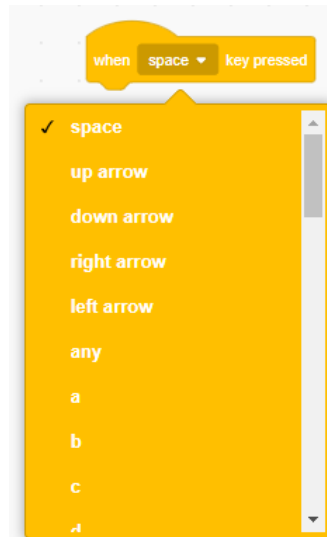 when space key pressed
space
up arrow
down arrow
right arrow
left arrow
any
a
b
c
d